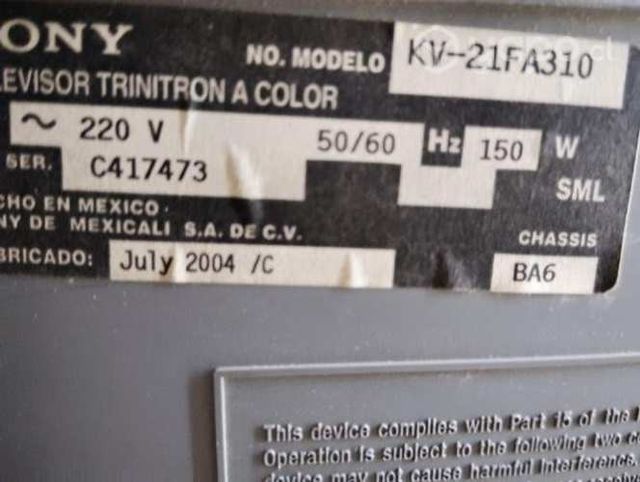 ONY
NO. MODELO KV-21FA310
LEVISOR TRINITRON A COLOR
~ 220 V 50/60 Hz 150 W
SER. C417473 SML
CHO EN MEXICO.
NY DE MEXICALI S.A. DE C.V. CHASSIS
BRICADO: July 2004 /C BA6
This device complies with Part 15 of the
Operation is subject to the following two
device may not cause harmful interference,